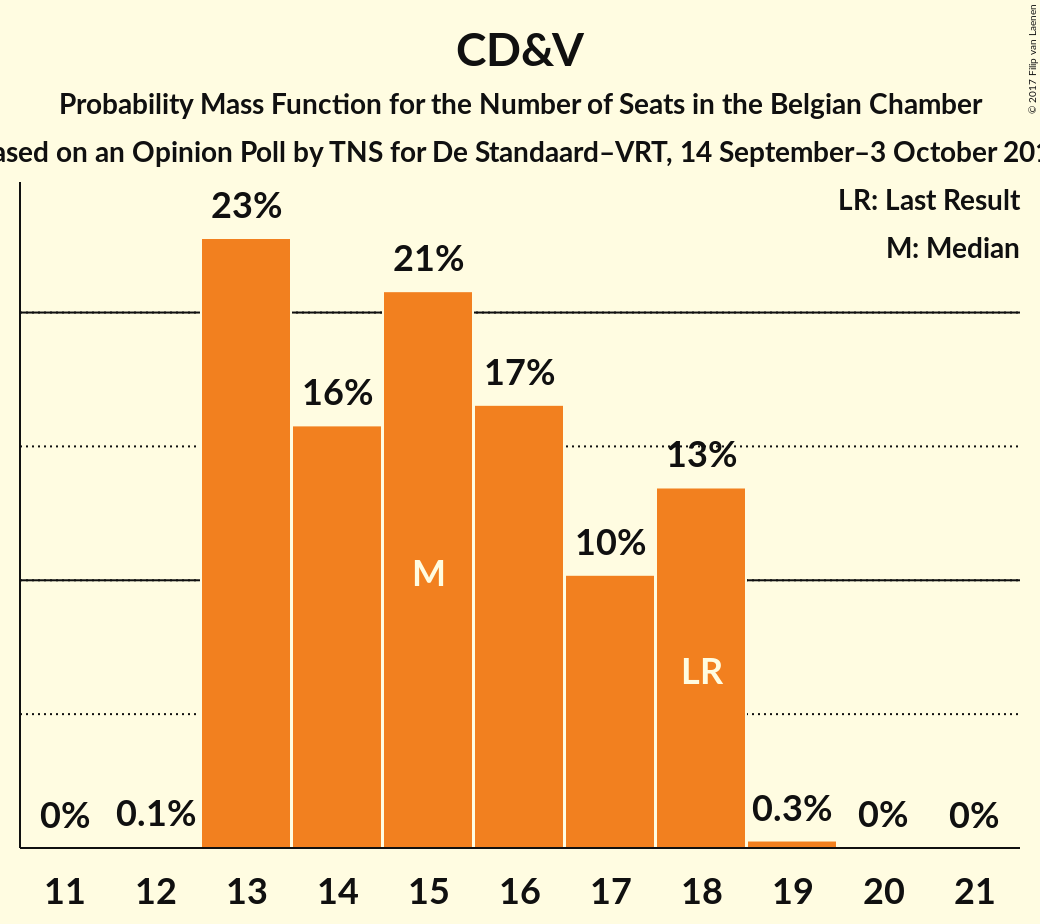 CD&V
Probability Mass Function for the Number of Seats in the Belgian Chamber
on an Opinion Poll by TNS for De Standaard–VRT, 14 September–3 October
LR: Last Result
M: Median
23%
16%
21%
17%
10%
13%
0%
0.1%
0.3%
0%
0%
M
LR
11 12 13 14 15 16 17 18 19 20 21
© 2017 Filip van Laenen